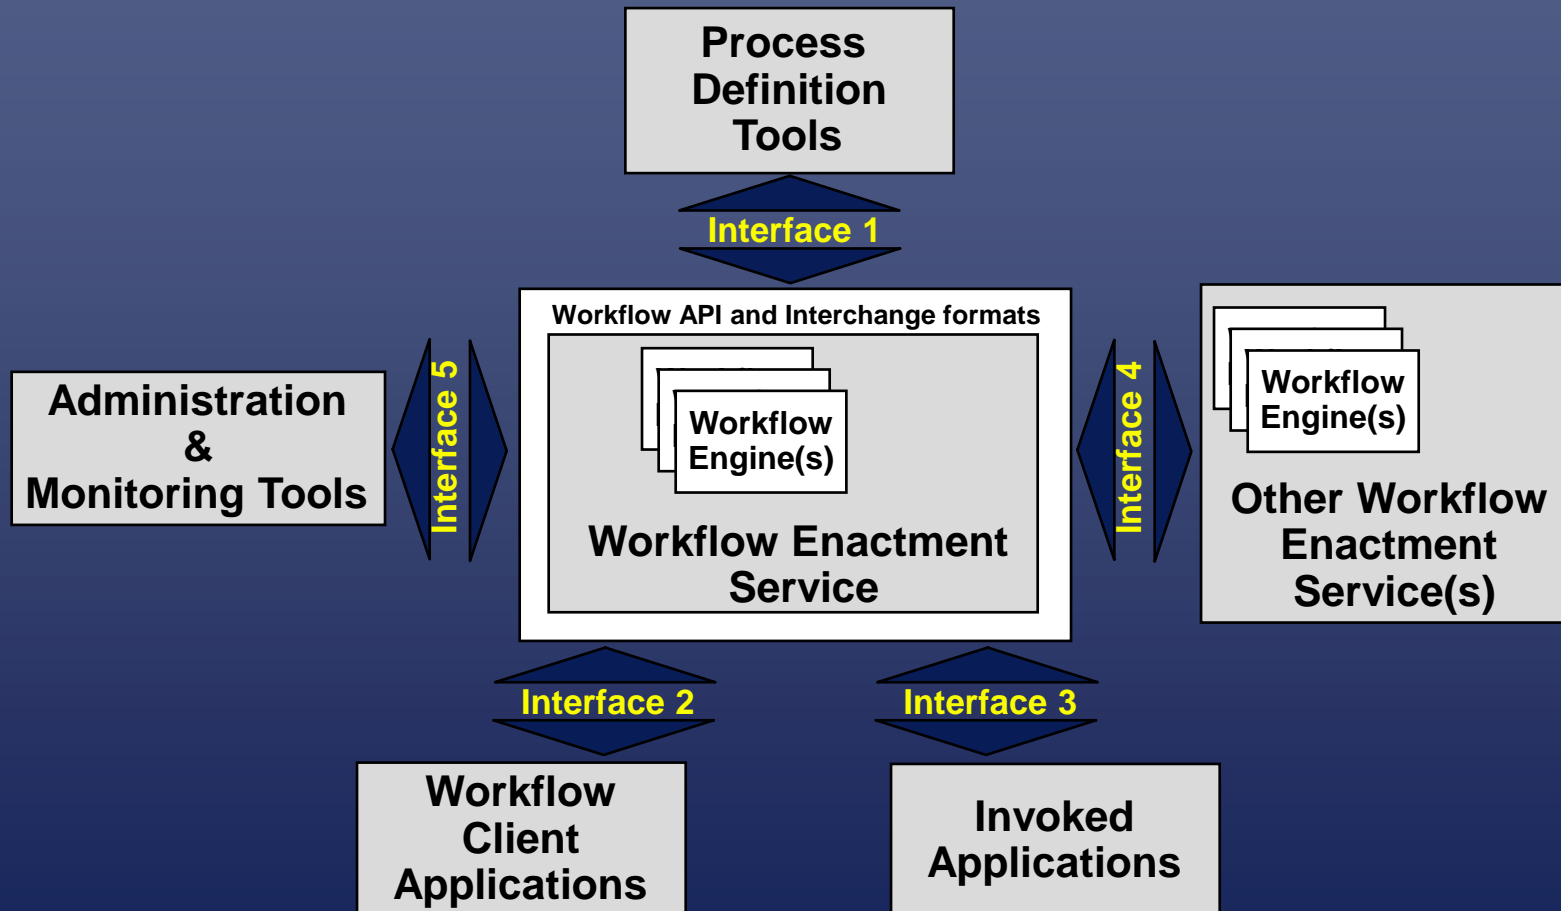 Process
Definition
Tools
Interface 1
Workflow API and Interchange formats
Workflow
Engine(s)
Workflow Enactment
Service
Interface 5
Administration
&
Monitoring Tools
Interface 4
Workflow
Engine(s)
Other Workflow
Enactment
Service(s)
Interface 2
Interface 3
Workflow
Client
Applications
Invoked
Applications